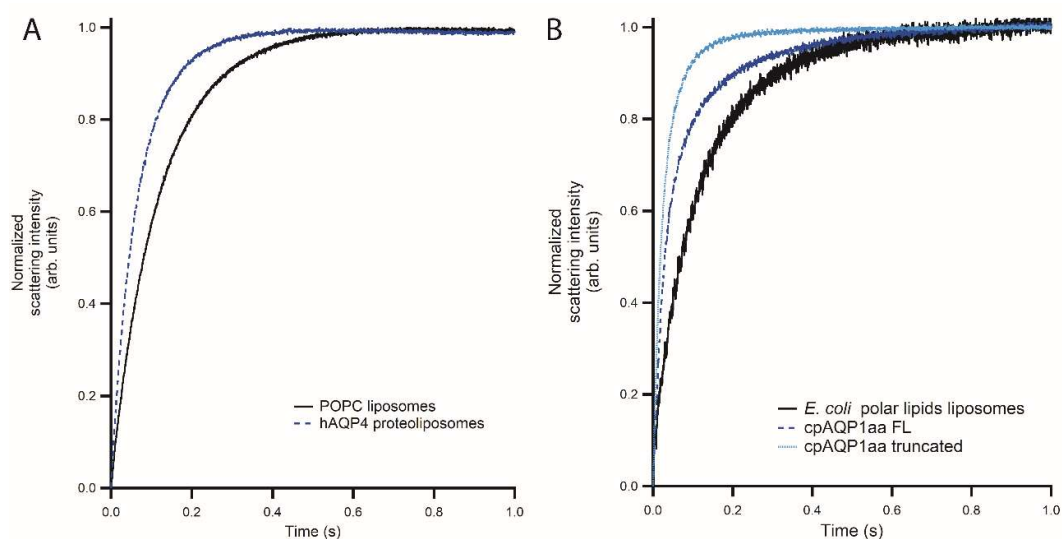 A
1.0
0.8
0.6
0.4
0.2
0.0
Normalized
scattering intensity
(arb. units)
POPC liposomes
hAQP4 proteoliposomes
0.0 0.2 0.4 0.6 0.8 1.0
Time (s)
B
1.0
0.8
0.6
0.4
0.2
0.0
Normalized
scattering intensity
(arb. units)
E. coli polar lipids liposomes
cpAQP1aa FL
cpAQP1aa truncated
0.0 0.2 0.4 0.6 0.8 1.0
Time (s)